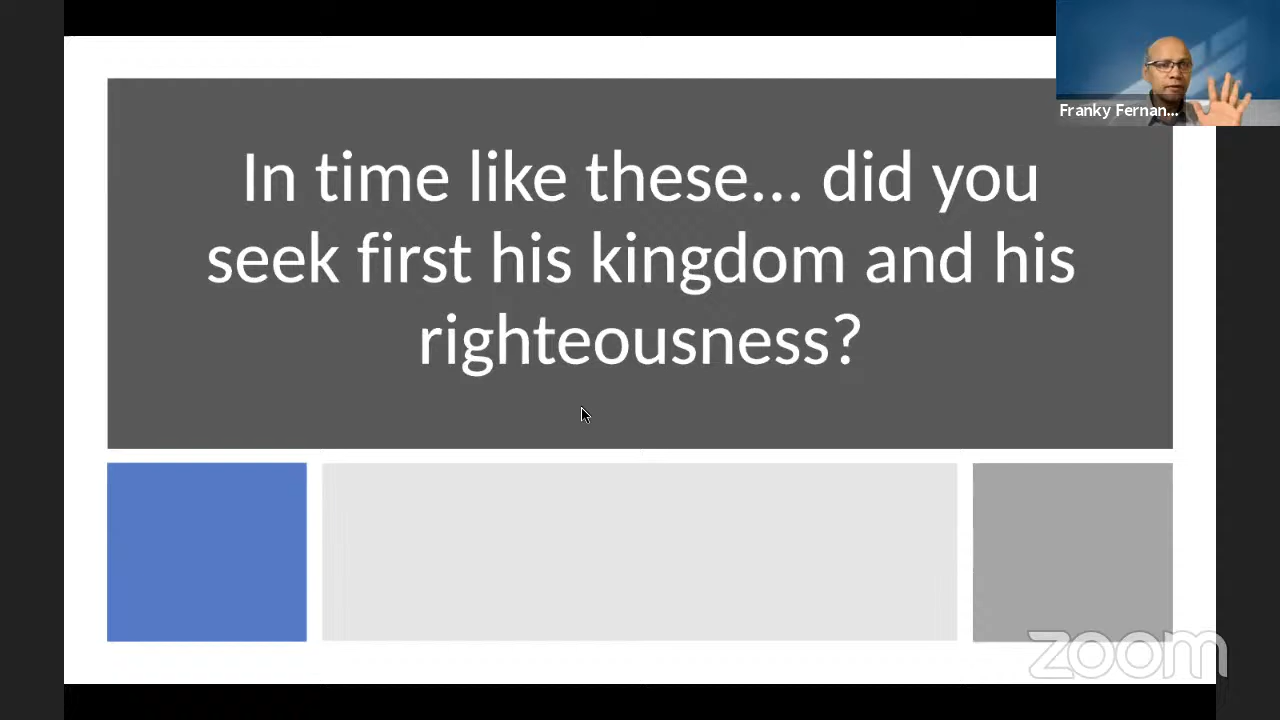 In time like these... did you
seek first his kingdom and his
righteousness?
Franky Fernan...
zoom